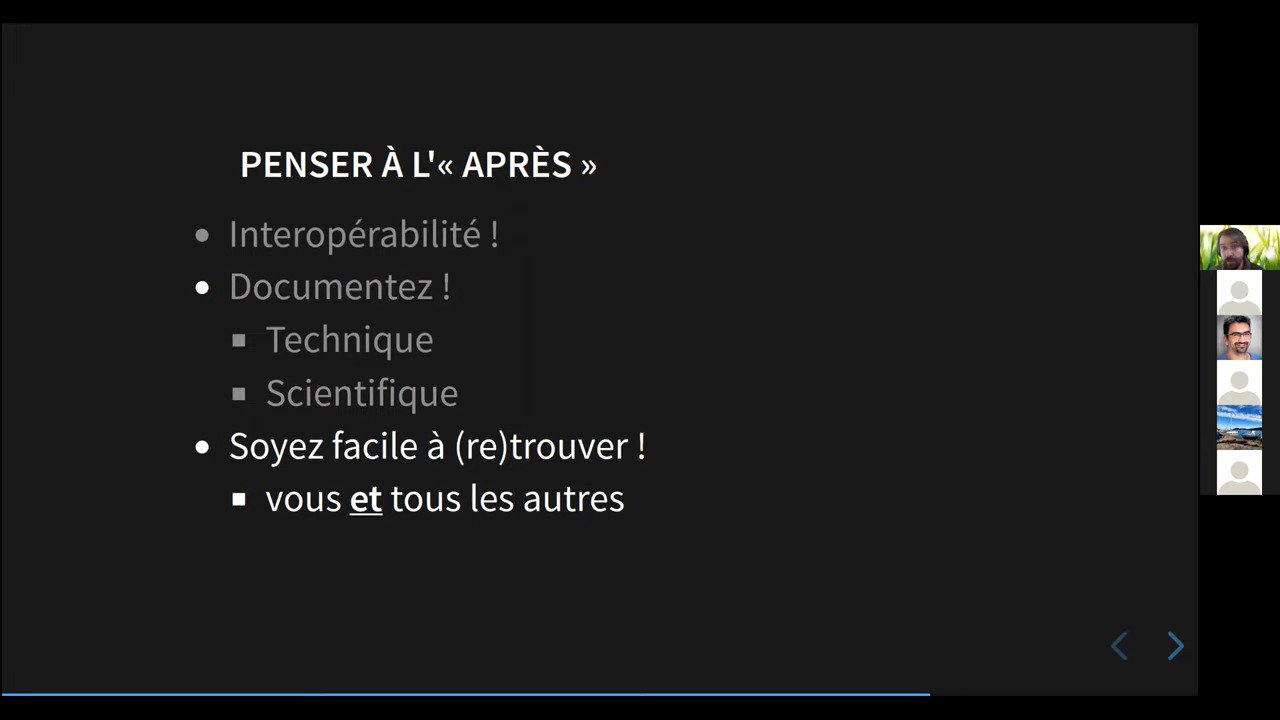 PENSER À L'« APRÈS »
Interopérabilité !
Documentez !
Technique
Scientifique
Soyez facile à (re)trouver !
vous et tous les autres